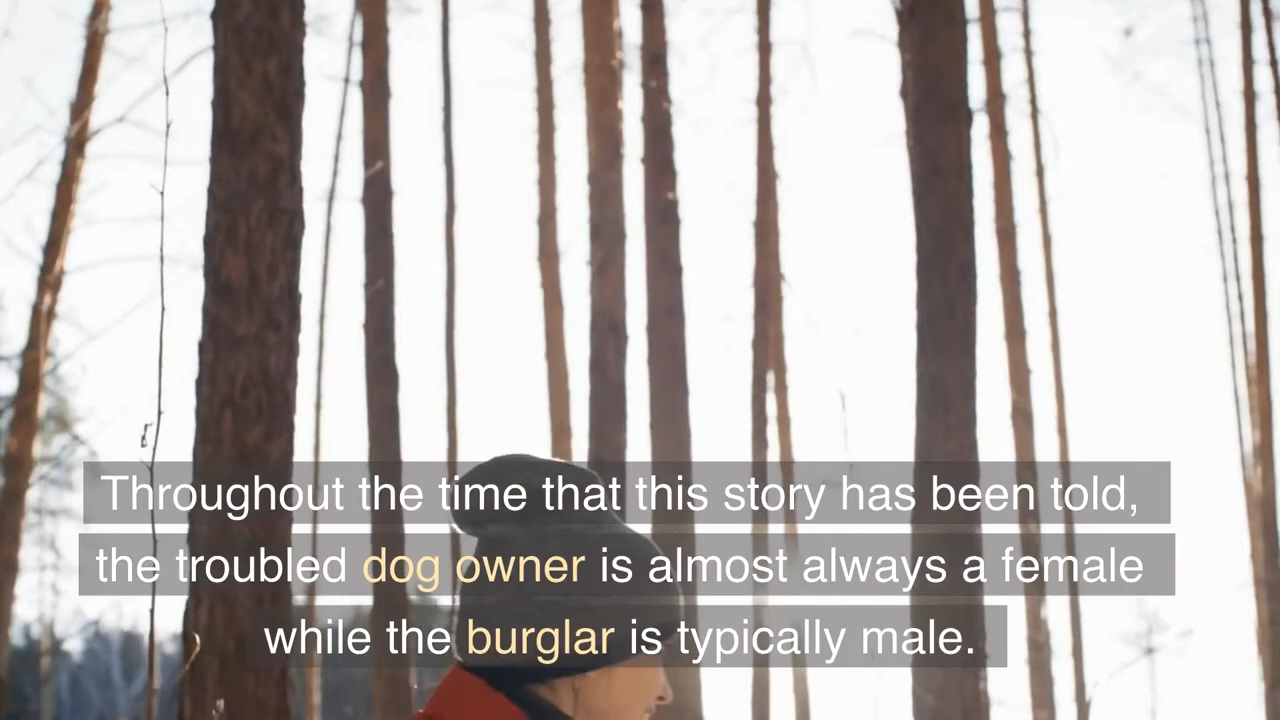 Throughout the time that this story has been told,
the troubled dog owner is almost always a female
while the burglar is typically male.